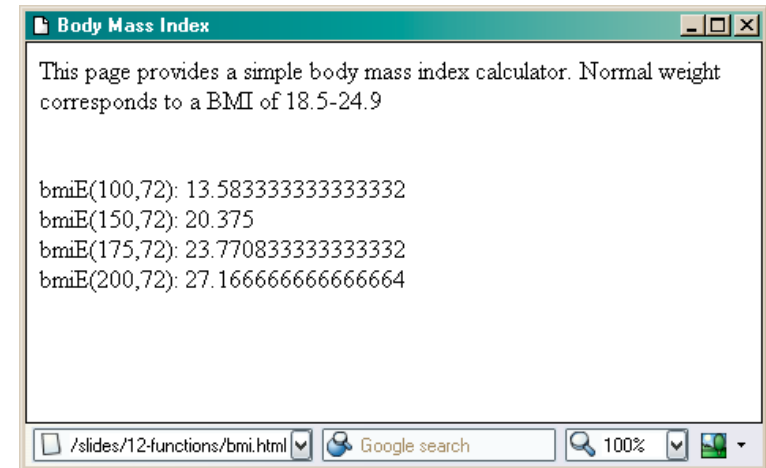 Body Mass Index
This page provides a simple body mass index calculator. Normal weight
corresponds to a BMI of 18.5-24.9
bmiE(100,72): 13.583333333333332
bmiE(150,72): 20.375
bmiE(175,72): 23.770833333333332
bmiE(200,72): 27.166666666666664
/slides/12-functions/bmi.html
Google search
100%